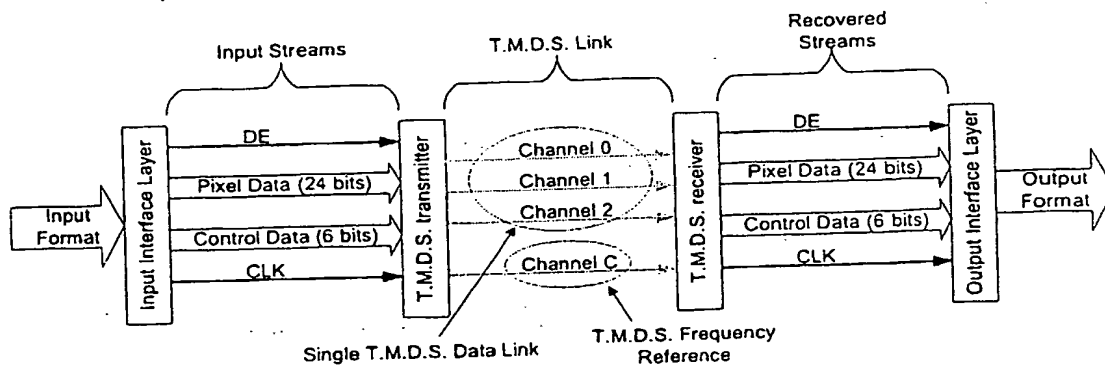 Input Streams
T.M.D.S. Link
Recovered
Streams
Input
Format
Input Interface Layer
DE
Pixel Data (24 bits)
Control Data (6 bits)
CLK
T.M.D.S. transmitter
Channel 0
Channel 1
Channel 2
Channel C
T.M.D.S. receiver
DE
Pixel Data (24 bits)
Control Data (6 bits)
CLK
Output Interface Layer
Output
Format
Single T.M.D.S. Data Link
T.M.D.S. Frequency
Reference